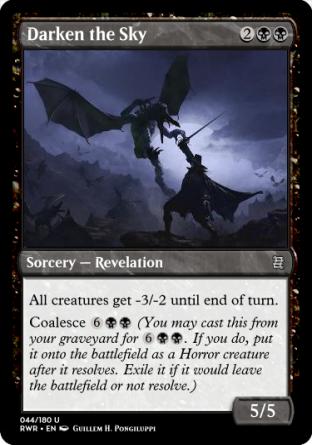 Darken the Sky 2
Sorcery — Revelation
All creatures get -3/-2 until end of turn.
Coalesce 6 (You may cast this from
your graveyard for 6. If you do, put
it onto the battlefield as a Horror creature
after it resolves. Exile it if it would leave
the battlefield or not resolve.)
5/5
044/180 U
RWR • EN Guillem H. Pongiluppi